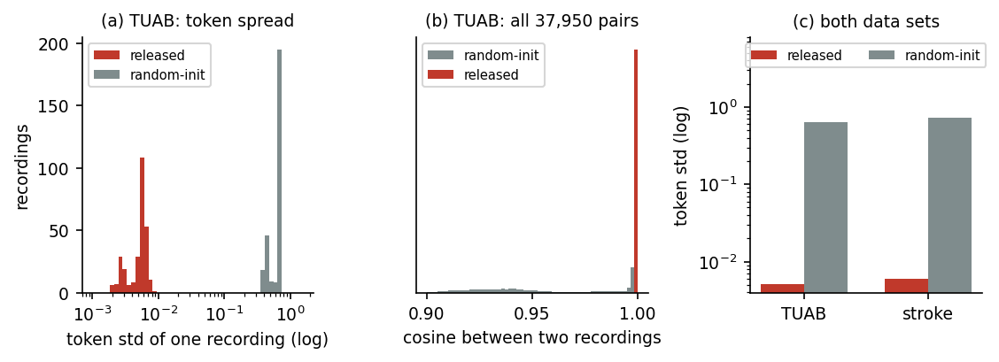 (a) TUAB: token spread
200
150
100
50
0
recordings
released
random-init
10⁻³ 10⁻² 10⁻¹ 10⁰
token std of one recording (log)
(b) TUAB: all 37,950 pairs
random-init
released
0.90 0.95 1.00
cosine between two recordings
(c) both data sets
released random-init
10⁰
10⁻¹
10⁻²
token std (log)
TUAB stroke